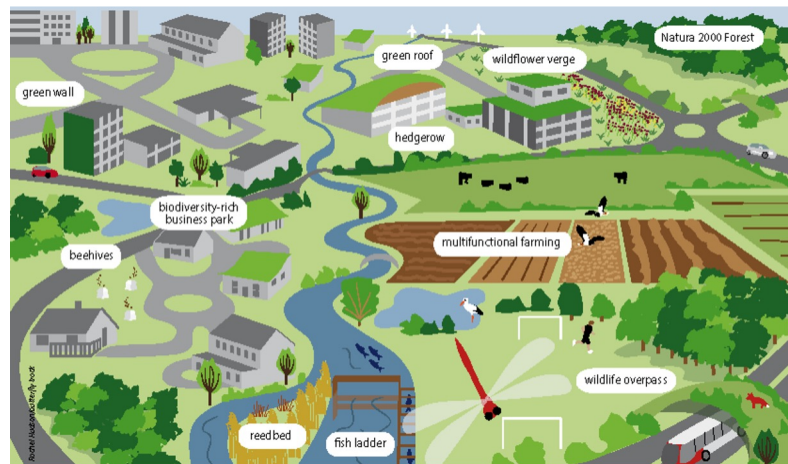 Natura 2000 Forest
green roof
wildflower verge
green wall
hedgerow
biodiversity-rich
business park
multifunctional farming
beehives
wildlife overpass
reedbed
fish ladder